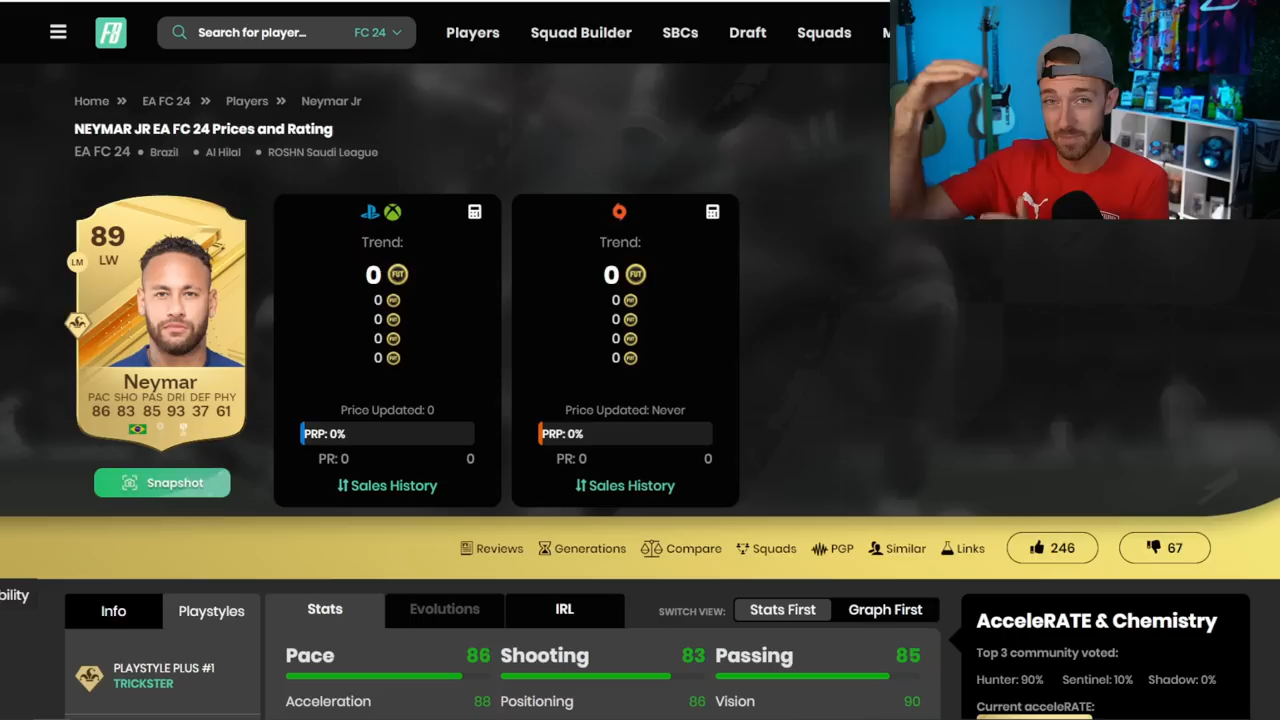 FB
Search for player...
FC 24
Players
Squad Builder
SBCs
Draft
Squads
M
Home » EA FC 24 » Players » Neymar Jr
NEYMAR JR EA FC 24 Prices and Rating
EA FC 24 • Brazil • Al Hilal • ROSHN Saudi League
89
LW
LM
Neymar
PAC SHO PAS DRI DEF PHY
86 83 85 93 37 61
Snapshot
Trend:
0 FUT
0
0
0
0
Price Updated: 0
PRP: 0%
PR: 0 0
Sales History
Trend:
0 FUT
0
0
0
0
Price Updated: Never
PRP: 0%
PR: 0 0
Sales History
Reviews
Generations
Compare
Squads
PGP
Similar
Links
246
67
bility
Info
Playstyles
PLAYSTYLE PLUS #1
TRICKSTER
Stats
Evolutions
IRL
SWITCH VIEW:
Stats First
Graph First
Pace 86
Acceleration 88
Shooting 83
Positioning 86
Passing 85
Vision 90
AcceleRATE & Chemistry
Top 3 community voted:
Hunter: 90% Sentinel: 10% Shadow: 0%
Current acceleRATE: